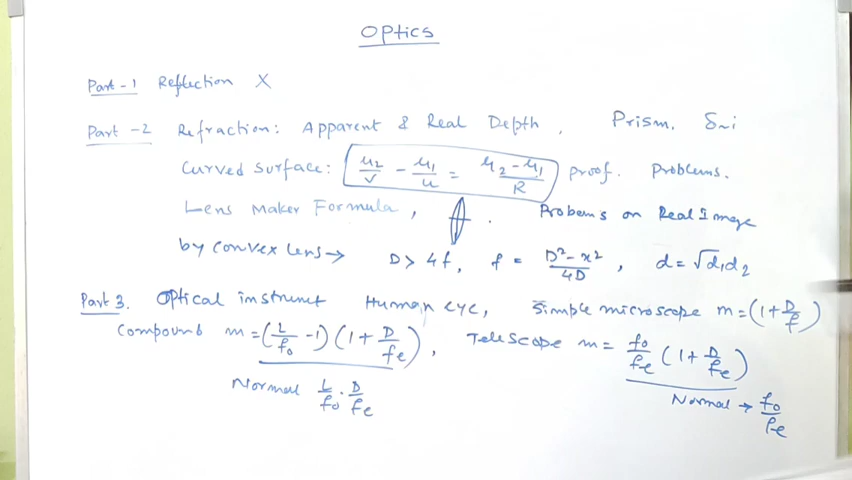 Optics
Part-1 Reflection X
Part-2 Refraction: Apparent & Real Depth, Prism, δ~i
Curved surface: μ2/v - μ1/u = μ2-μ1/R proof. Problems.
Lens Maker Formula, . Probems on Real Image
by convex lens→ D > 4f, f = D²-x²/4D, d = √d1d2
Part 3. Optical instrunt Human eye, Simple microscope m=(1+D/f)
Compound m=(L/fo -1)(1+D/fe), Telescope m= fo/fe (1+D/fe)
Normal L/fo . D/fe
Normal → fo/fe